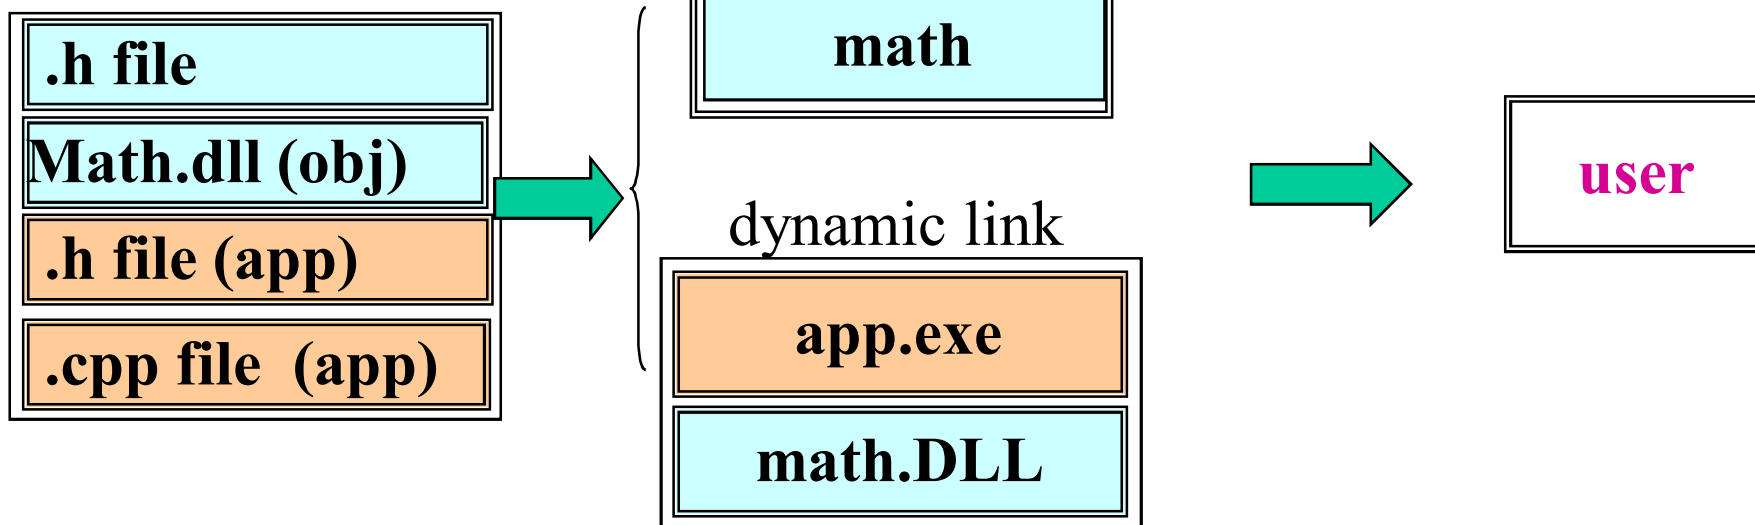 .h file
Math.dll (obj)
.h file (app)
.cpp file (app)
math
dynamic link
app.exe
math.DLL
user